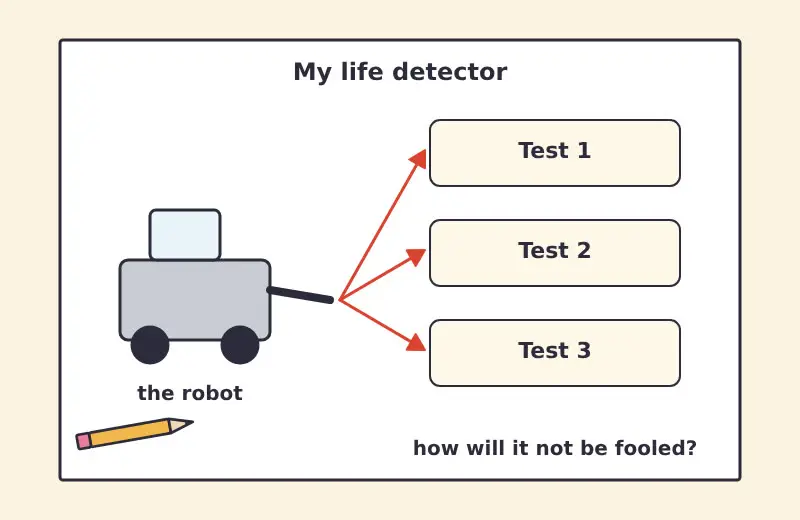 My life detector
Test 1
Test 2
Test 3
the robot
how will it not be fooled?